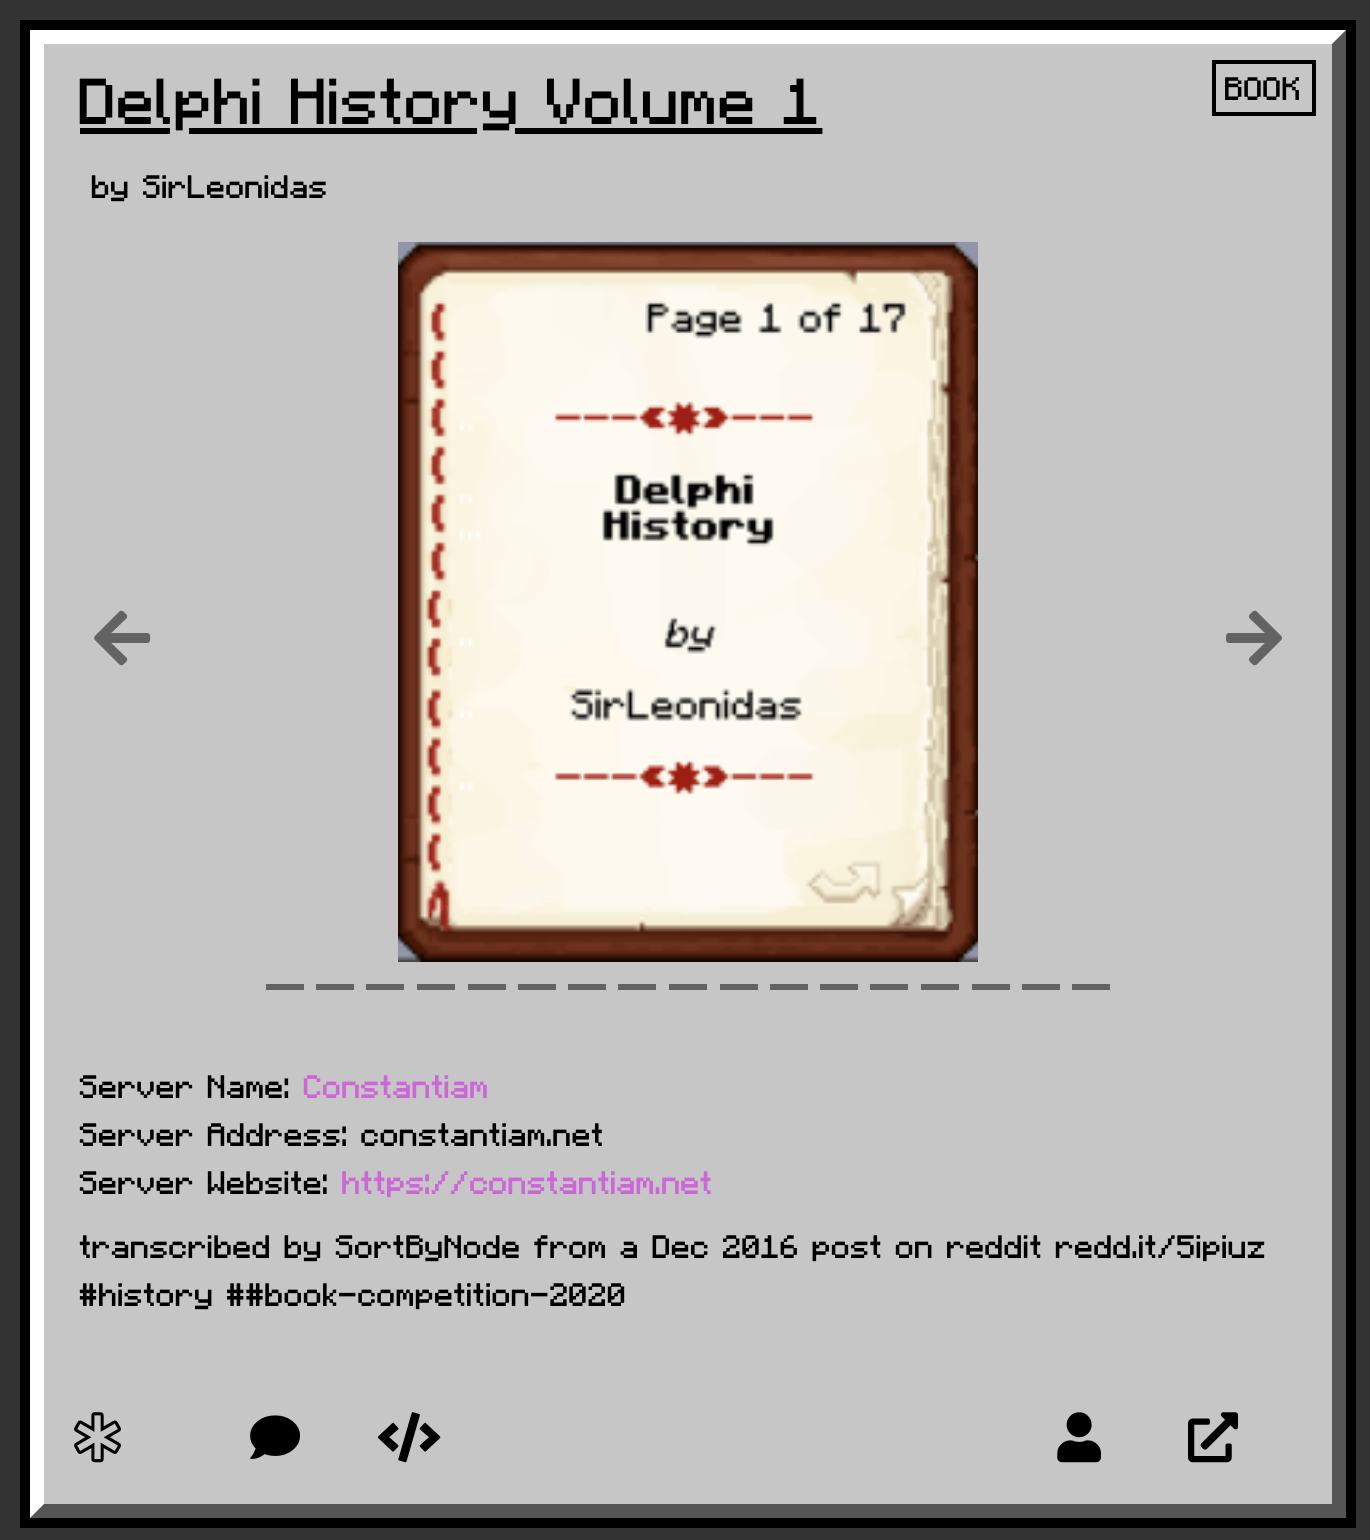 Delphi History Volume 1
BOOK
by SirLeonidas
Page 1 of 17
Delphi
History
by
SirLeonidas
Server Name: Constantiam
Server Address: constantiam.net
Server Website: https://constantiam.net
transcribed by SortByNode from a Dec 2016 post on reddit redd.it/5ipiuz
#history ##book-competition-2020